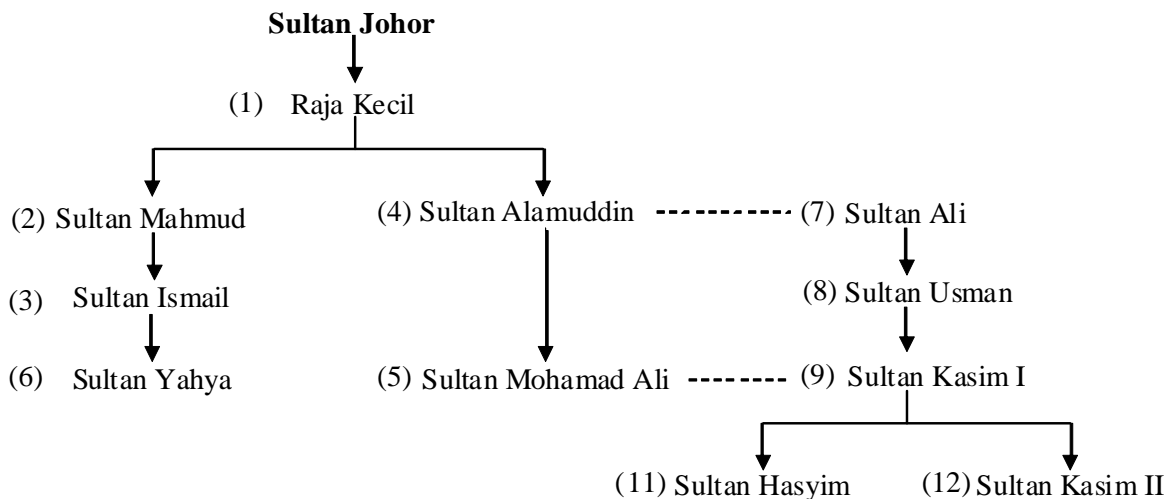 Sultan Johor
(1) Raja Kecil
(2) Sultan Mahmud
(4) Sultan Alamuddin
(7) Sultan Ali
(3) Sultan Ismail
(8) Sultan Usman
(6) Sultan Yahya
(5) Sultan Mohamad Ali
(9) Sultan Kasim I
(11) Sultan Hasyim
(12) Sultan Kasim II